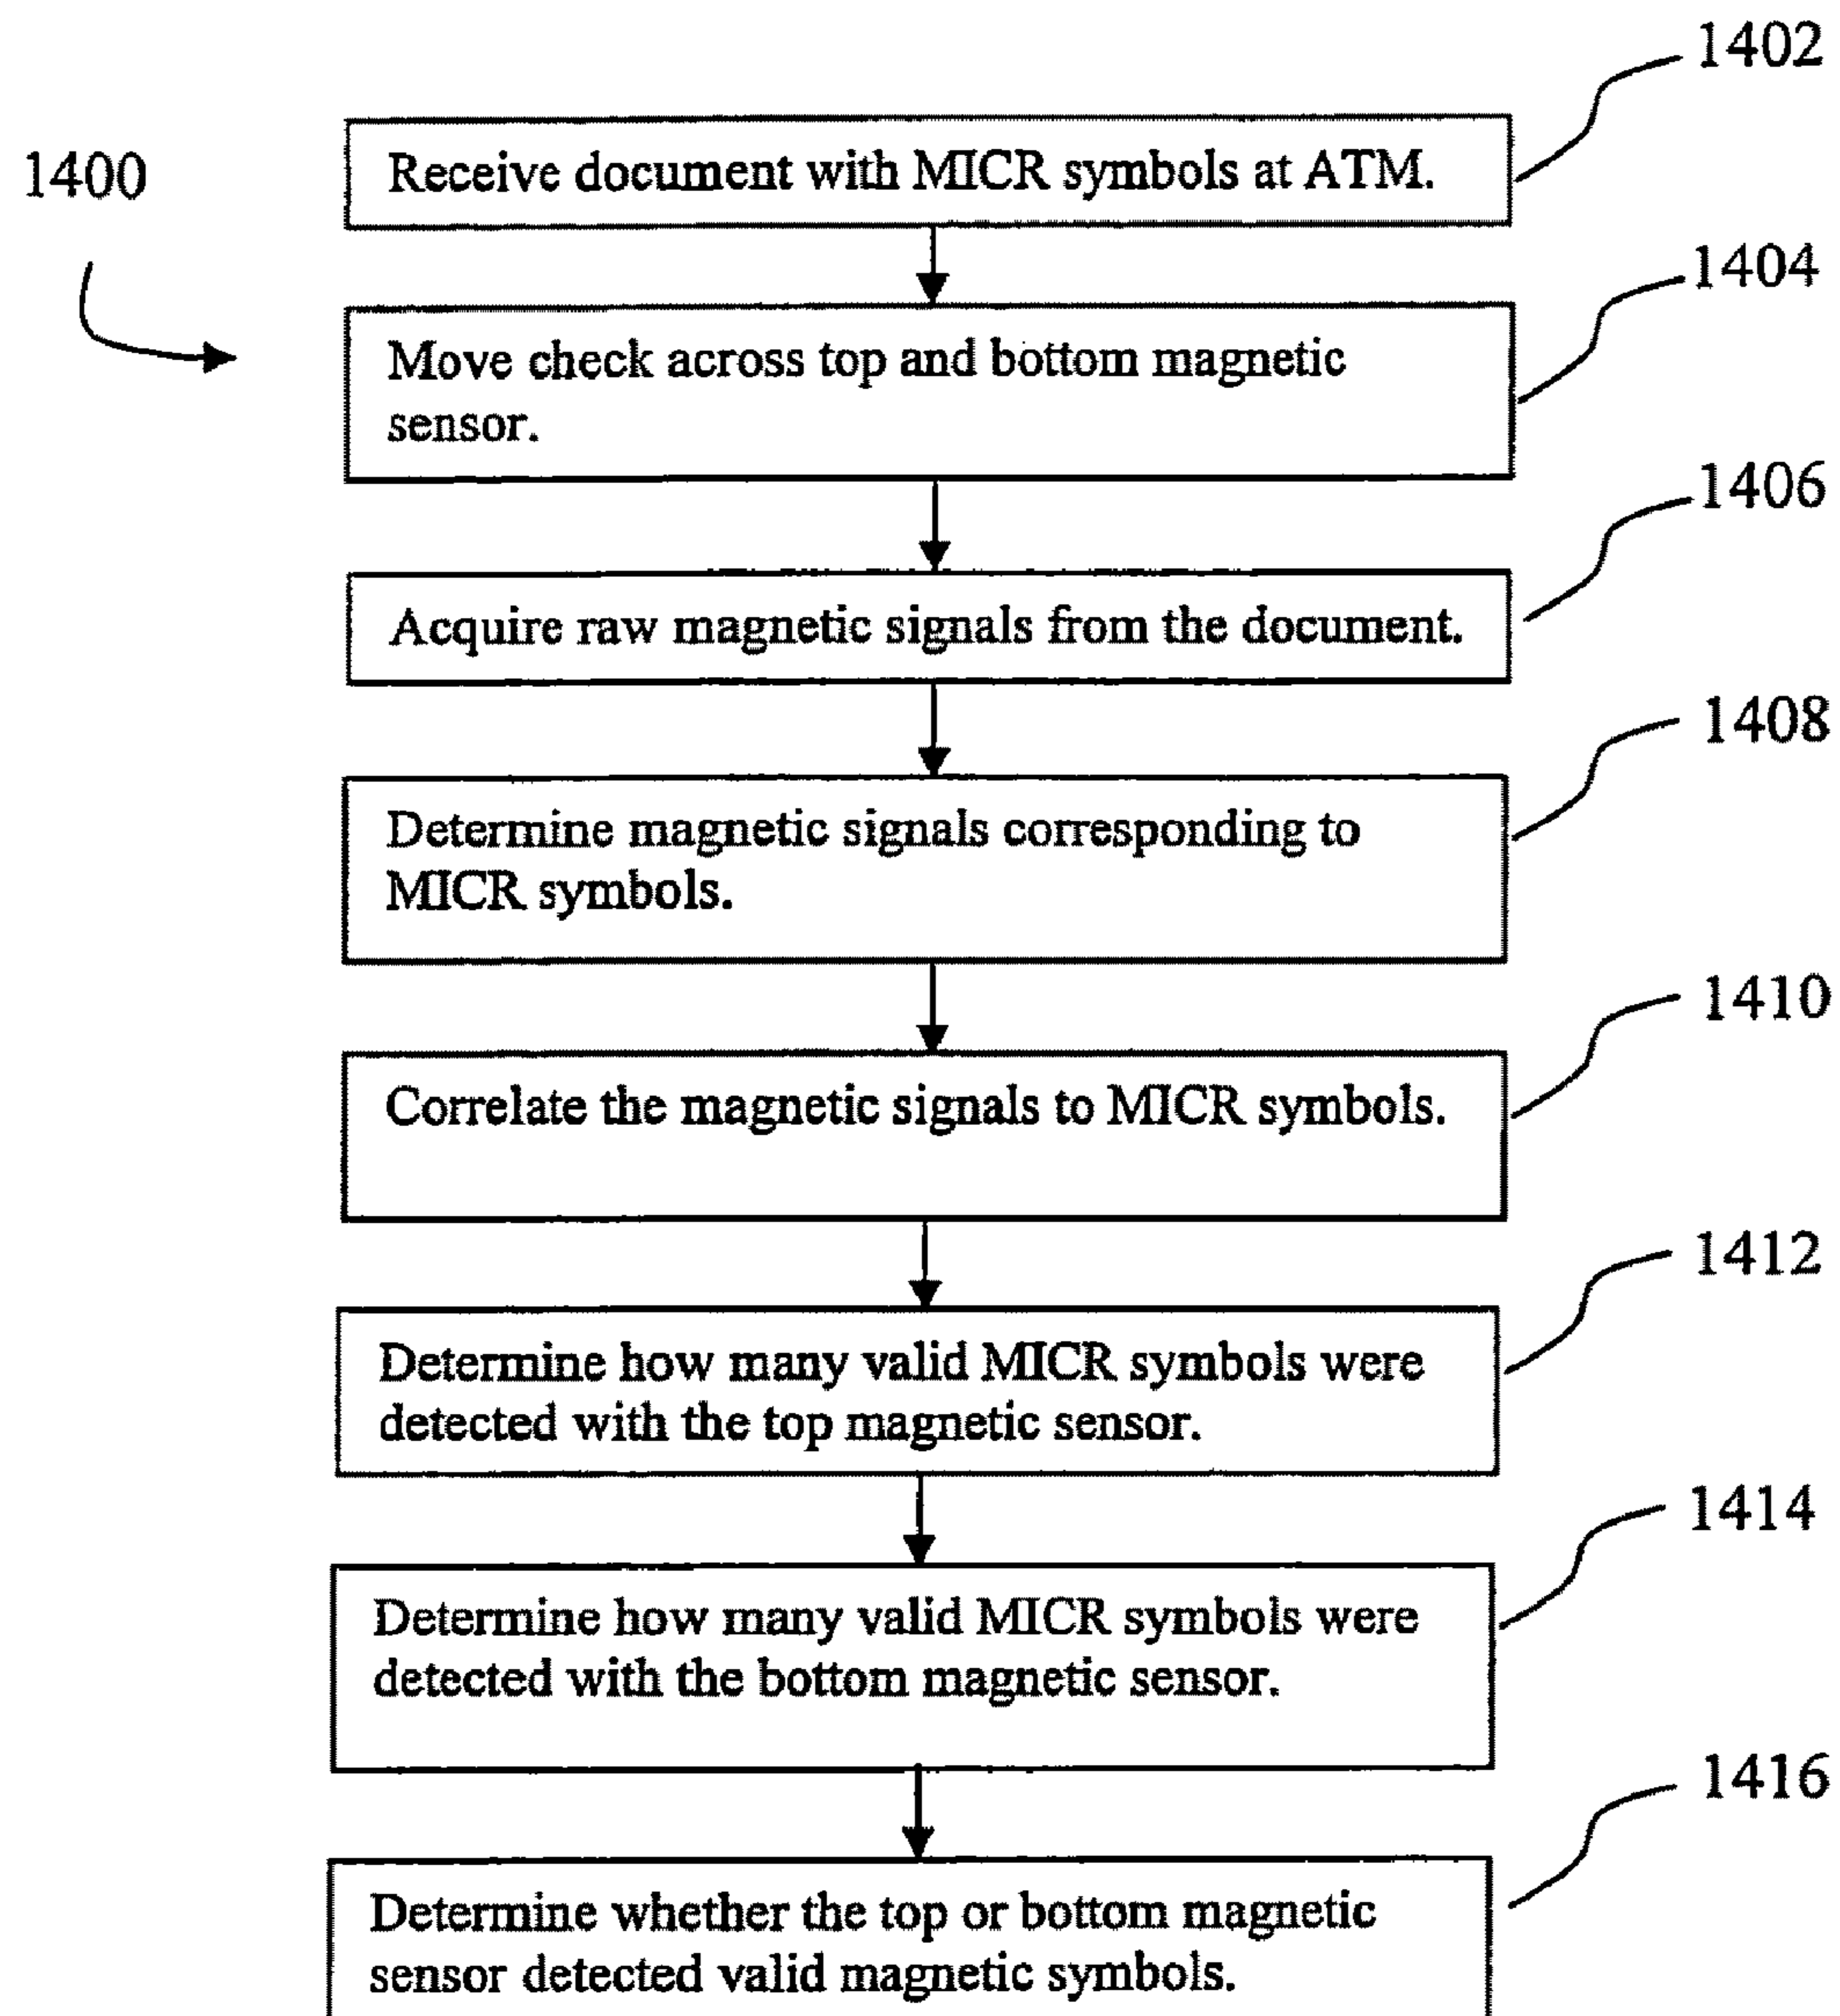 1402
1400
Receive document with MICR symbols at ATM.
1404
Move check across top and bottom magnetic
sensor.
1406
Acquire raw magnetic signals from the document.
1408
Determine magnetic signals corresponding to
MICR symbols.
1410
Correlate the magnetic signals to MICR symbols.
1412
Determine how many valid MICR symbols were
detected with the top magnetic sensor.
1414
Determine how many valid MICR symbols were
detected with the bottom magnetic sensor.
1416
Determine whether the top or bottom magnetic
sensor detected valid magnetic symbols.